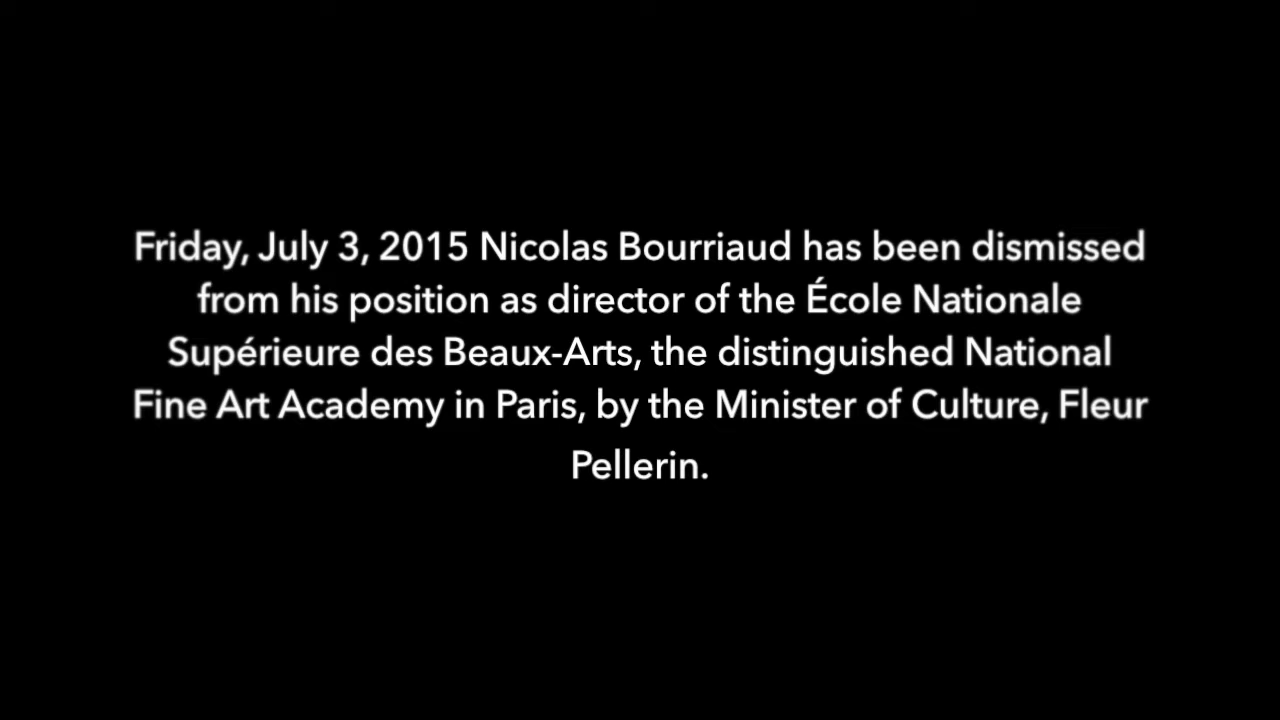 Friday, July 3, 2015 Nicolas Bourriaud has been dismissed
from his position as director of the École Nationale
Supérieure des Beaux-Arts, the distinguished National
Fine Art Academy in Paris, by the Minister of Culture, Fleur
Pellerin.